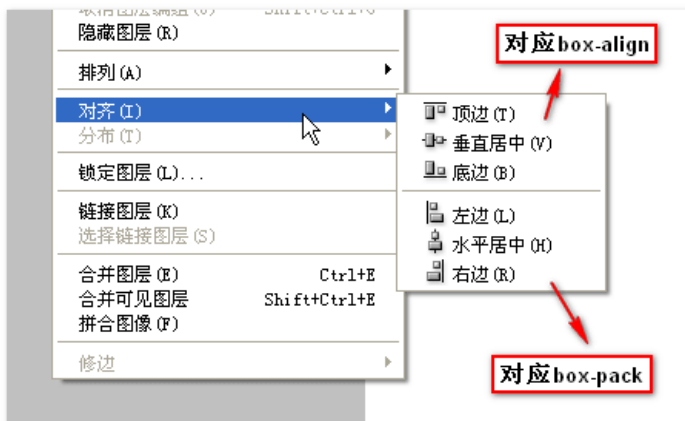 隐藏图层(R)
排列(A)
对齐(I)
分布(T)
锁定图层(L)...
链接图层(K)
选择链接图层(S)
合并图层(E) Ctrl+E
合并可见图层 Shift+Ctrl+E
拼合图像(F)
修边
对应box-align
顶边(T)
垂直居中(V)
底边(B)
左边(L)
水平居中(H)
右边(R)
对应box-pack